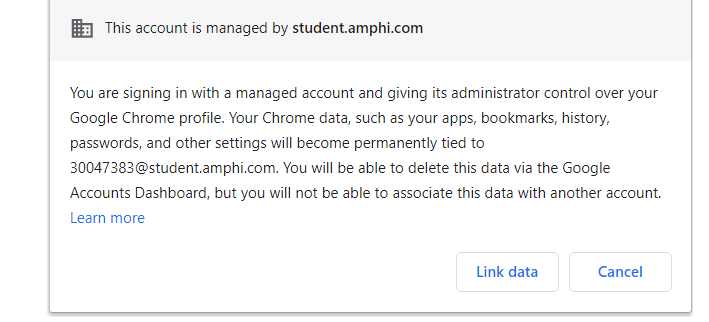 This account is managed by student.amphi.com
You are signing in with a managed account and giving its administrator control over your
Google Chrome profile. Your Chrome data, such as your apps, bookmarks, history,
passwords, and other settings will become permanently tied to
30047383@student.amphi.com. You will be able to delete this data via the Google
Accounts Dashboard, but you will not be able to associate this data with another account.
Learn more
Link data
Cancel